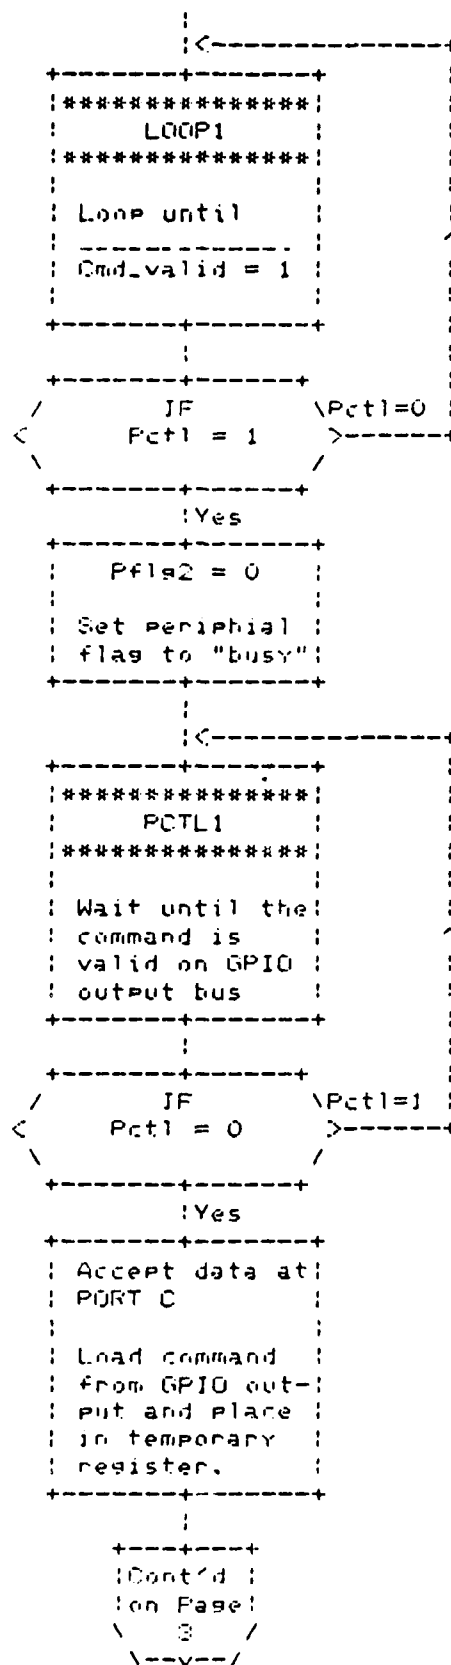 ***************
LOOP1
***************
Loop until
Cmd_valid = 1
IF
Pctl = 1
Pctl=0
Yes
Pflg2 = 0
Set periphial
flag to "busy"
***************
PCTL1
***************
Wait until the
command is
valid on GPIO
output bus
IF
Pctl = 0
Pctl=1
Yes
Accept data at
PORT C
Load command
from GPIO out-
put and place
in temporary
register.
Cont'd
on Page
3